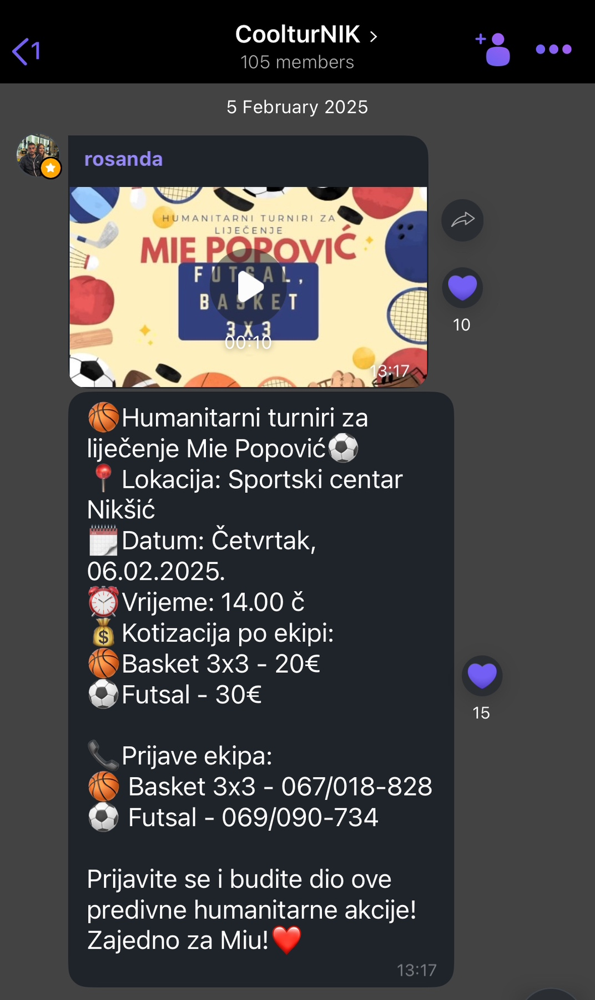 1
CoolturNIK
105 members
5 February 2025
rosanda
HUMANITARNI TURNIRI ZA
LIJEČENJE
MIE POPOVIĆ
FUTSAL,
BASKET
3X3
00:10
13:17
10
🏀Humanitarni turniri za
liječenje Mie Popović⚽
📍Lokacija: Sportski centar
Nikšić
🗓️Datum: Četvrtak,
06.02.2025.
⏰Vrijeme: 14.00 č
💰Kotizacija po ekipi:
🏀Basket 3x3 - 20€
⚽Futsal - 30€
15
📞Prijave ekipa:
🏀 Basket 3x3 - 067/018-828
⚽ Futsal - 069/090-734
Prijavite se i budite dio ove
predivne humanitarne akcije!
Zajedno za Miu!❤️
13:17